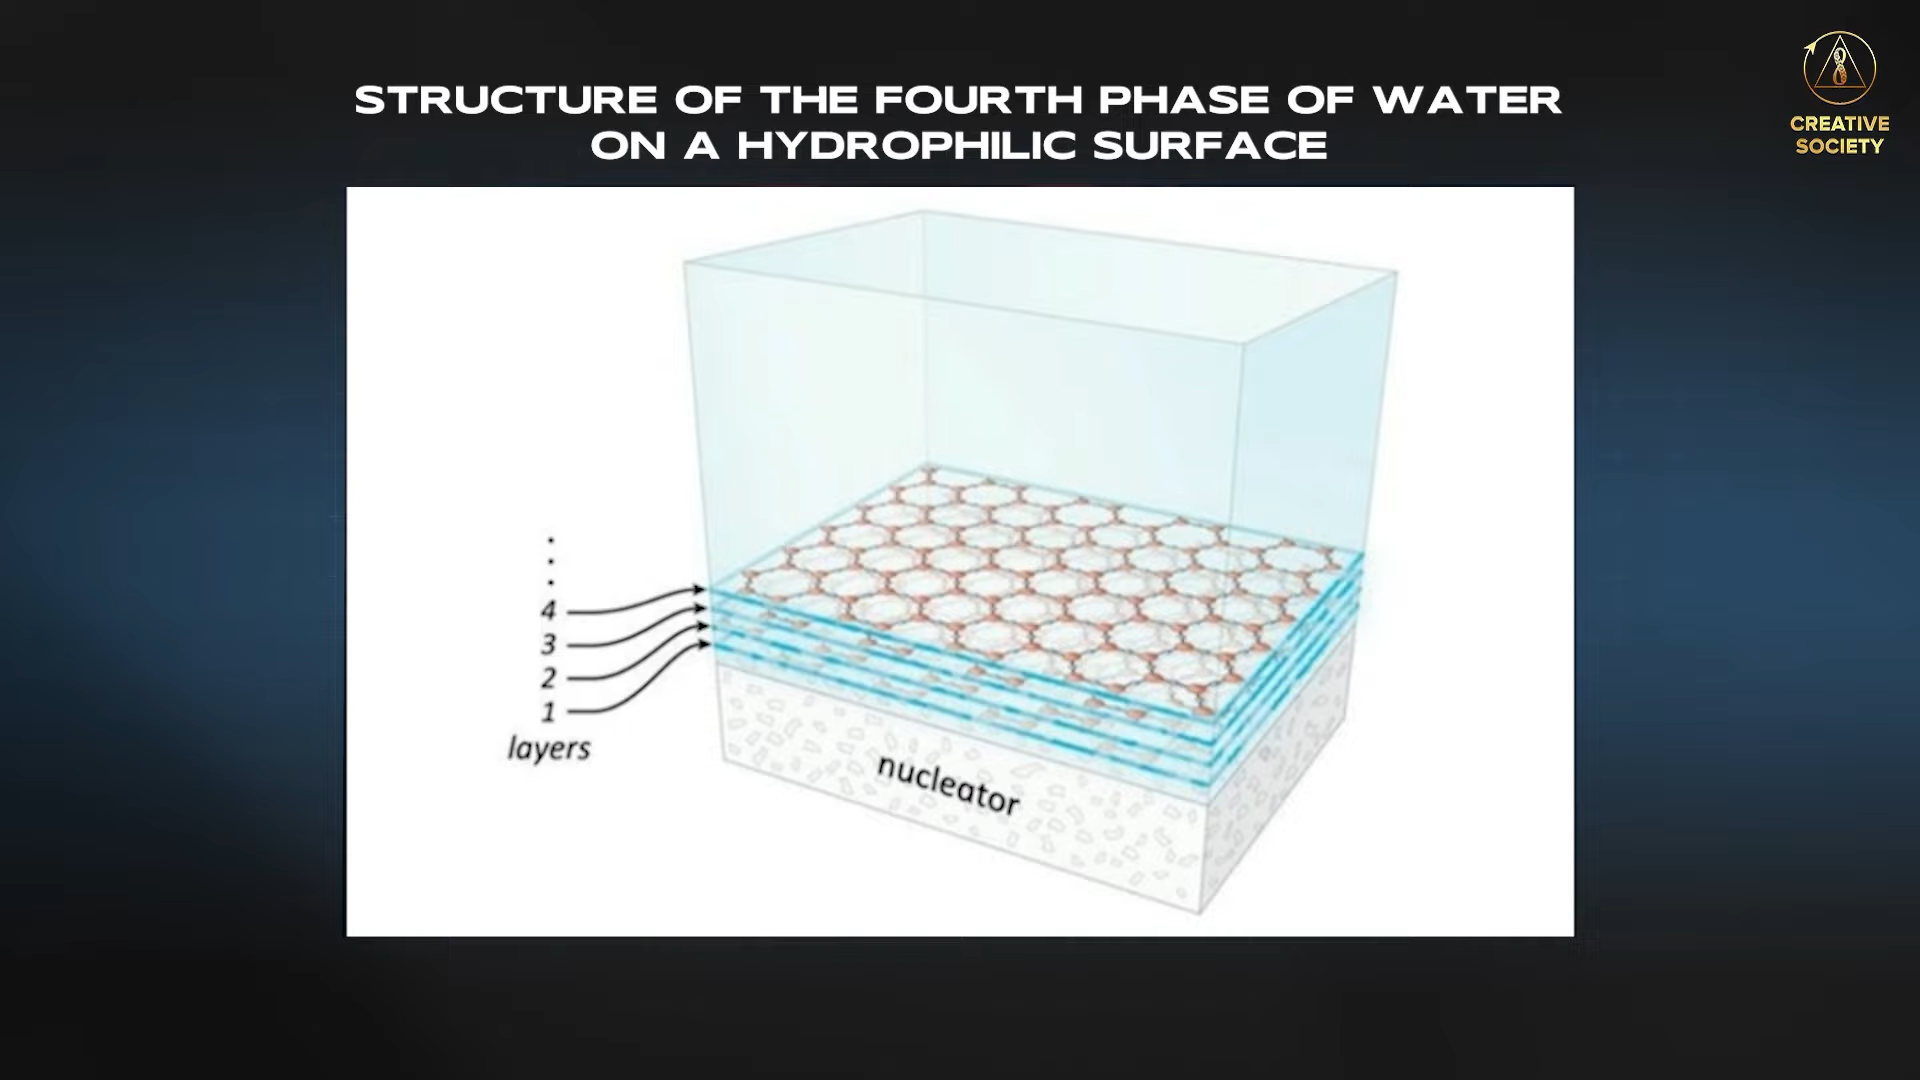 STRUCTURE OF THE FOURTH PHASE OF WATER
ON A HYDROPHILIC SURFACE
CREATIVE
SOCIETY
4
3
2
1
layers
nucleator